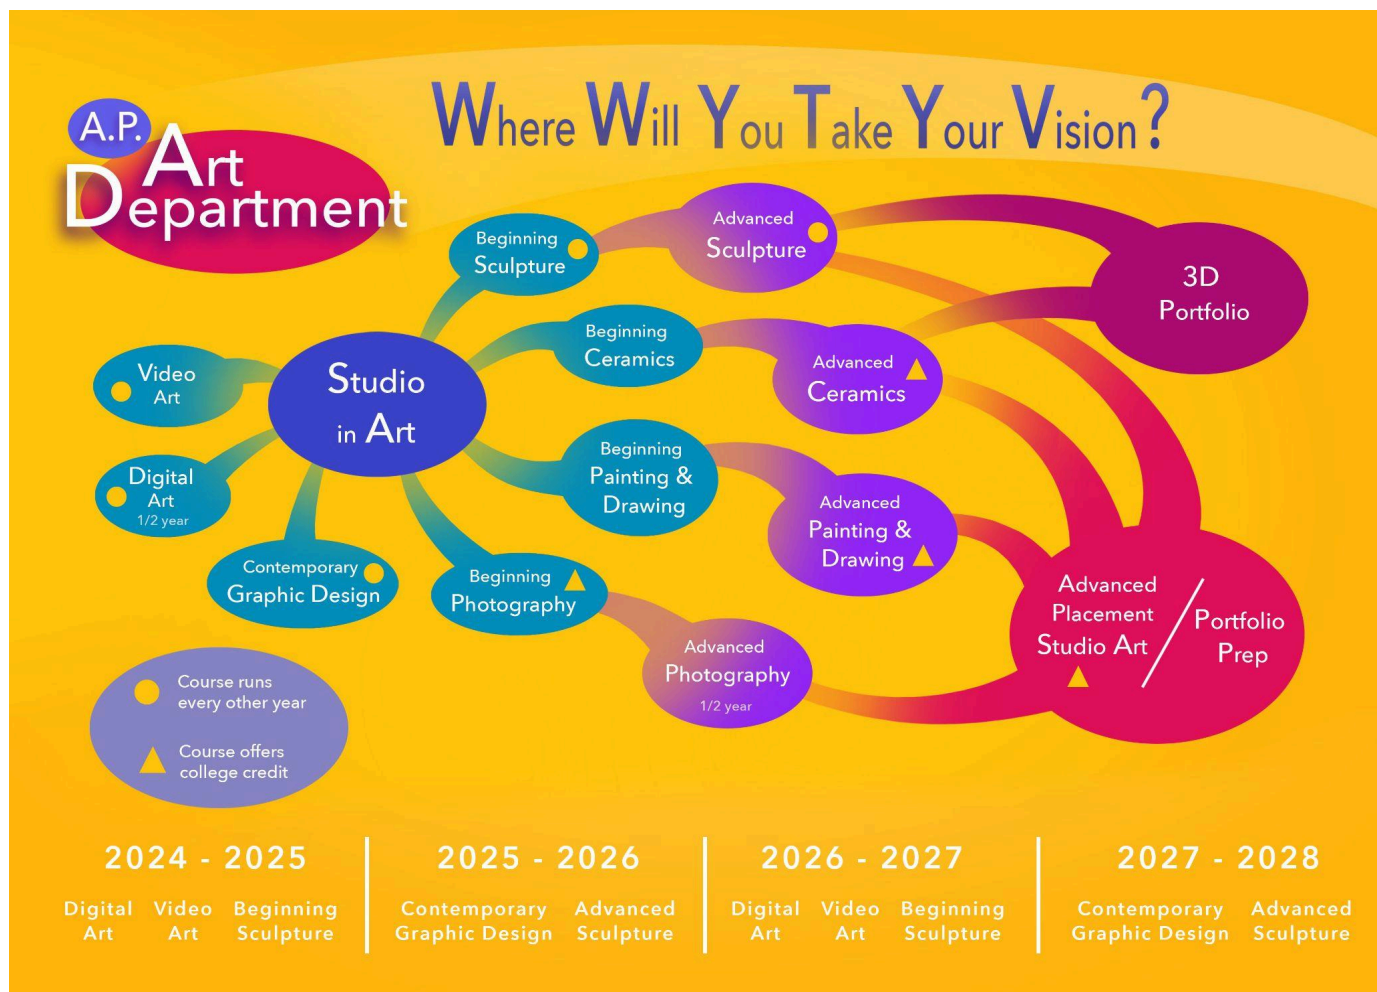 Where Will You Take Your Vision?
A.P.
Art
Department
Beginning
Sculpture
Advanced
Sculpture
3D
Portfolio
Beginning
Ceramics
Advanced
Ceramics
Video
Art
Studio
in Art
Digital
Art
1/2 year
Beginning
Painting &
Drawing
Advanced
Painting &
Drawing
Contemporary
Graphic Design
Beginning
Photography
Advanced
Photography
1/2 year
Advanced
Placement
Studio Art
Portfolio
Prep
Course runs
every other year
Course offers
college credit
2024 - 2025
Digital
Art
Video
Art
Beginning
Sculpture
2025 - 2026
Contemporary
Graphic Design
Advanced
Sculpture
2026 - 2027
Digital
Art
Video
Art
Beginning
Sculpture
2027 - 2028
Contemporary
Graphic Design
Advanced
Sculpture